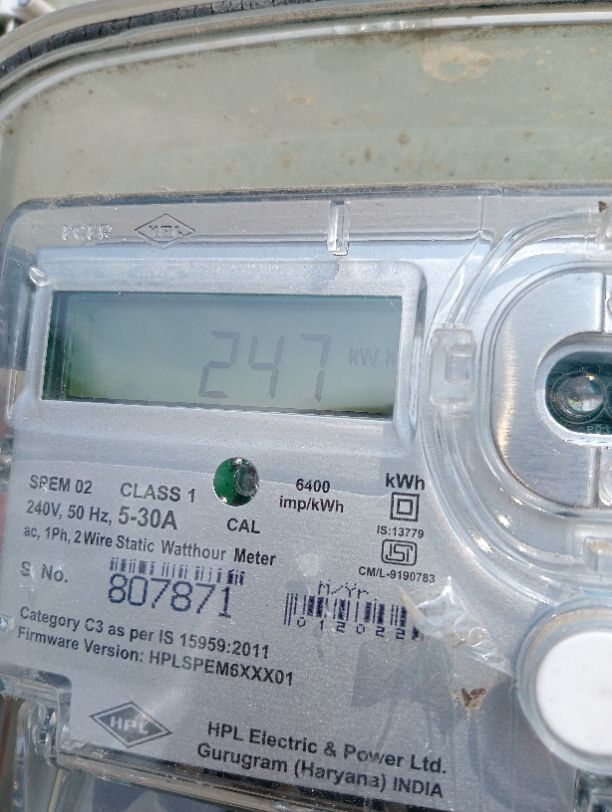 HPL
247 kWh
SPEM 02 CLASS 1 6400 imp/kWh kWh
240V, 50 Hz, 5-30A CAL IS:13779
ac, 1Ph, 2 Wire Static Watthour Meter ISI
CM/L-9190783
S. No. 807871 M/Yr.
Category C3 as per IS 15959:2011
Firmware Version: HPLSPEM6XXX01
HPL
HPL Electric & Power Ltd.
Gurugram (Haryana) INDIA